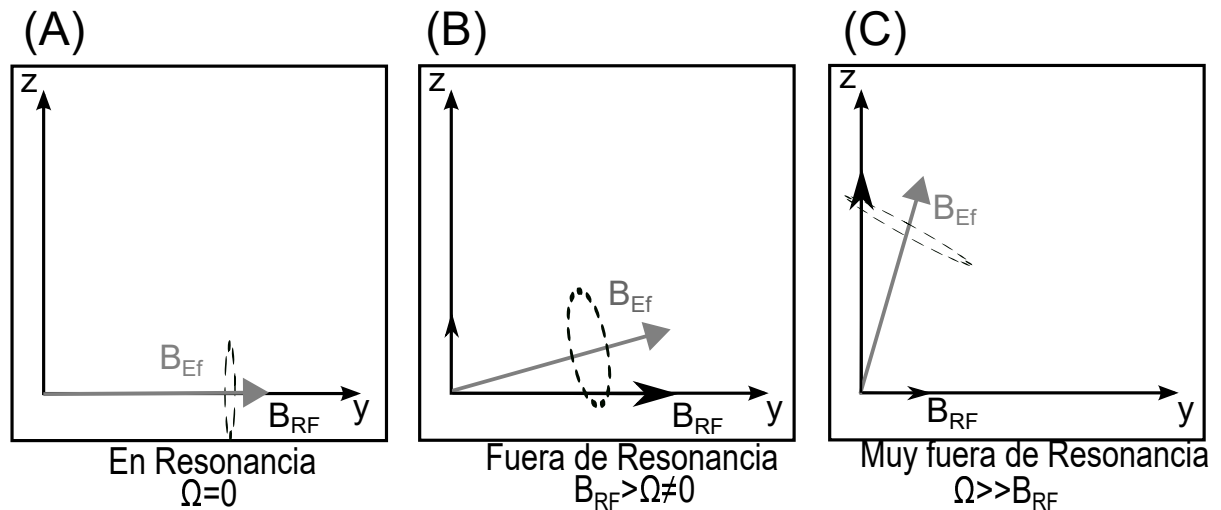 (A)
z
B_Ef
B_RF
y
En Resonancia
Ω=0
(B)
z
B_Ef
B_RF
y
Fuera de Resonancia
B_RF>Ω≠0
(C)
z
B_Ef
B_RF
y
Muy fuera de Resonancia
Ω>>B_RF